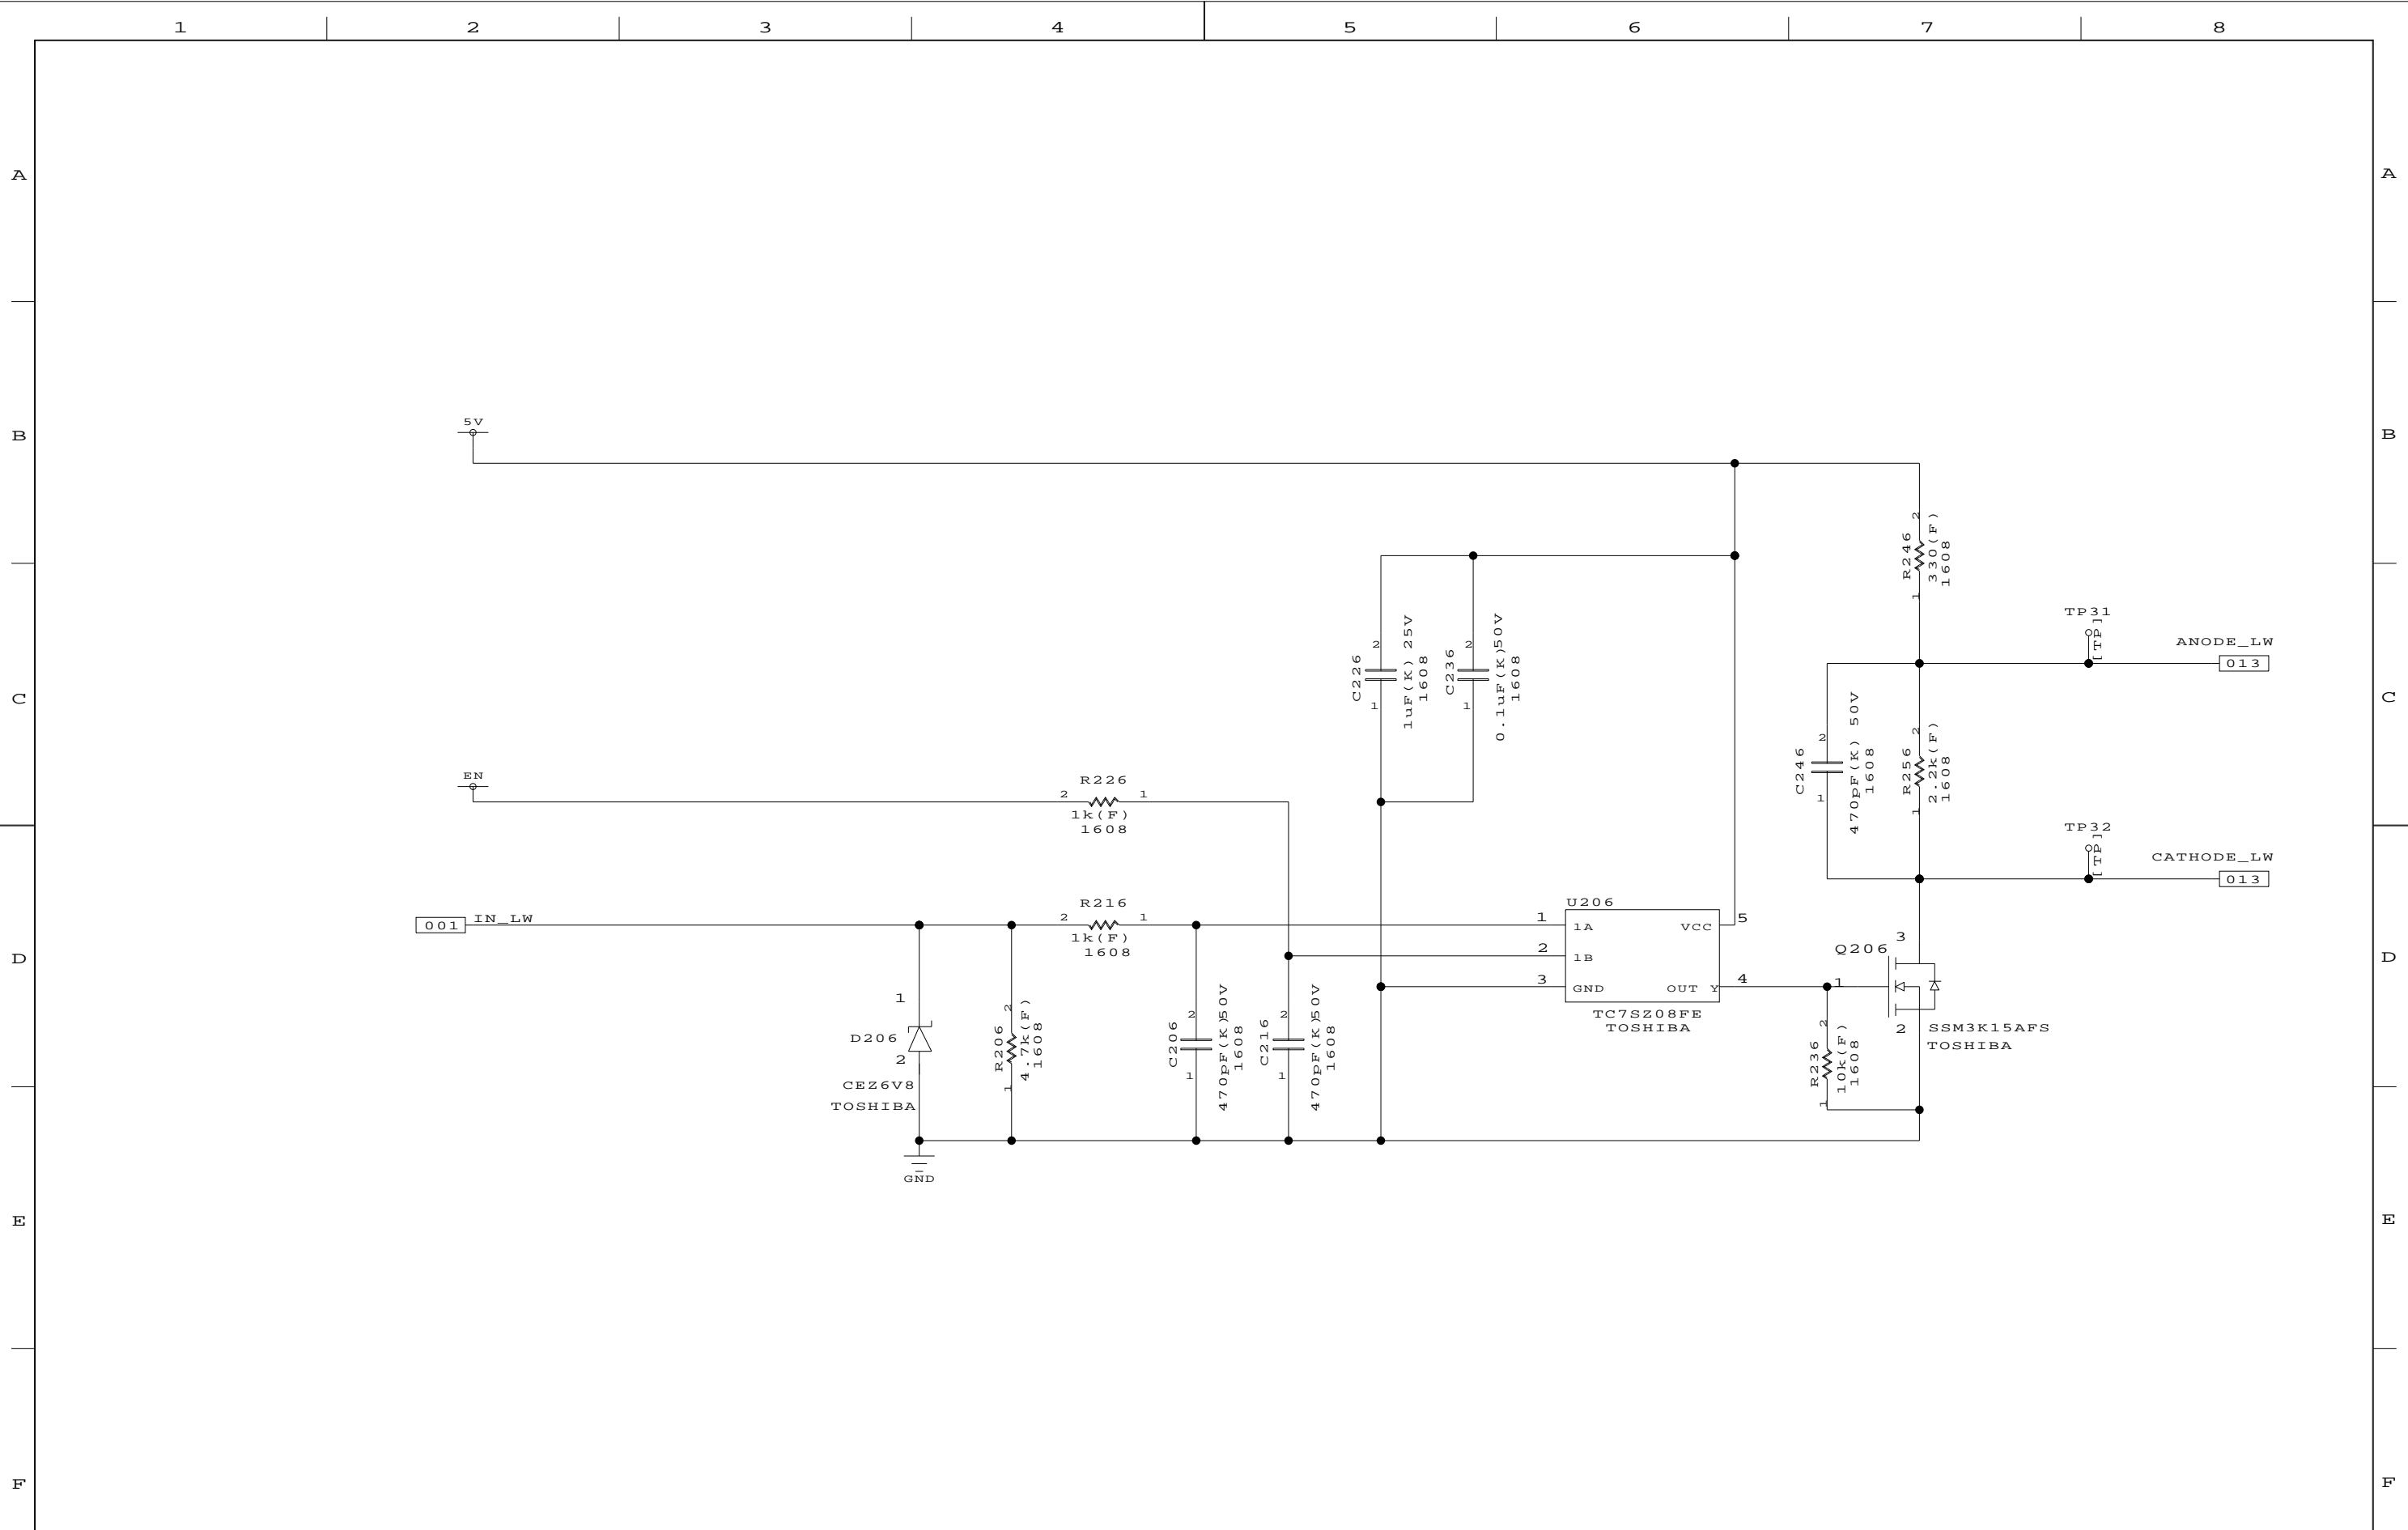 1 2 3 4 5 6 7 8
A A
5V
B B
R246
330(F)
1608
2
1
TP31
[TP]
ANODE_LW
013
C226
1uF(K) 25V
1608
2
1
C236
0.1uF(K)50V
1608
2
1
C C
C246
470pF(K) 50V
1608
2
1
R256
2.2k(F)
1608
2
1
EN
R226
2 1
1k(F)
1608
TP32
[TP]
CATHODE_LW
013
001 IN_LW
R216
2 1
1k(F)
1608
U206
1 1A VCC 5
2 1B
3 GND OUT Y 4
TC7SZ08FE
TOSHIBA
D D
Q206
3
1
2
SSM3K15AFS
TOSHIBA
1
D206
2
CEZ6V8
TOSHIBA
R206
4.7k(F)
1608
2
1
C206
470pF(K)50V
1608
2
1
C216
470pF(K)50V
1608
2
1
R236
10k(F)
1608
2
1
GND
E E
F F